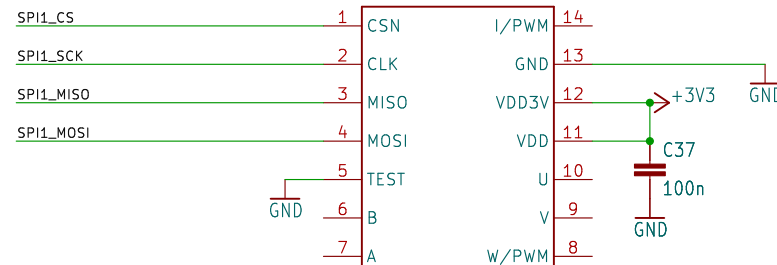 SPI1_CS 1 CSN I/PWM 14
SPI1_SCK 2 CLK GND 13 GND
SPI1_MISO 3 MISO VDD3V 12 +3V3
SPI1_MOSI 4 MOSI VDD 11 C37
GND 5 TEST U 10 100n
6 B V 9 GND
7 A W/PWM 8